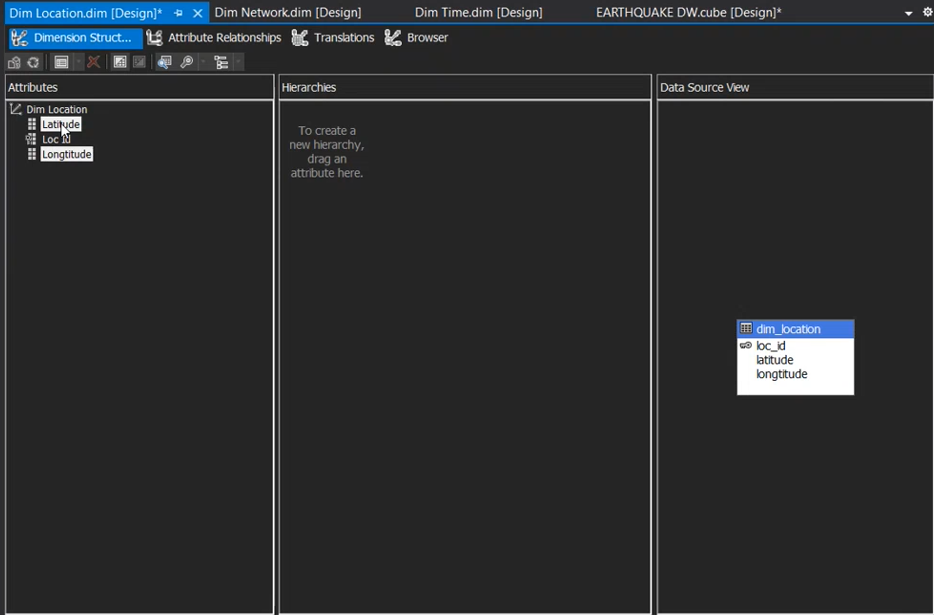 Dim Location.dim [Design]*
Dim Network.dim [Design]
Dim Time.dim [Design]
EARTHQUAKE DW.cube [Design]*
Dimension Struct...
Attribute Relationships
Translations
Browser
Attributes
Dim Location
Latitude
Loc Id
Longtitude
Hierarchies
To create a
new hierarchy,
drag an
attribute here.
Data Source View
dim_location
loc_id
latitude
longtitude